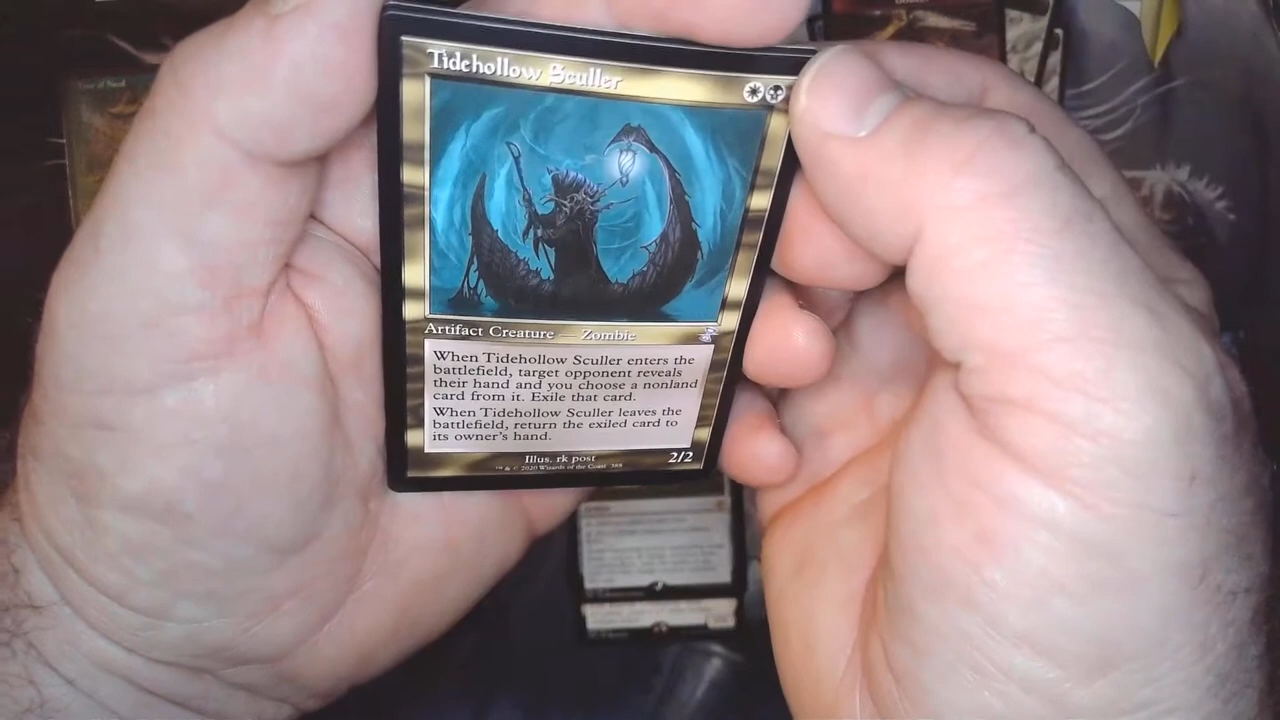 Tidehollow Sculler
Artifact Creature — Zombie
When Tidehollow Sculler enters the
battlefield, target opponent reveals
their hand and you choose a nonland
card from it. Exile that card.
When Tidehollow Sculler leaves the
battlefield, return the exiled card to
its owner's hand.
Illus. rk post
2/2
™ & © 2020 Wizards of the Coast 388